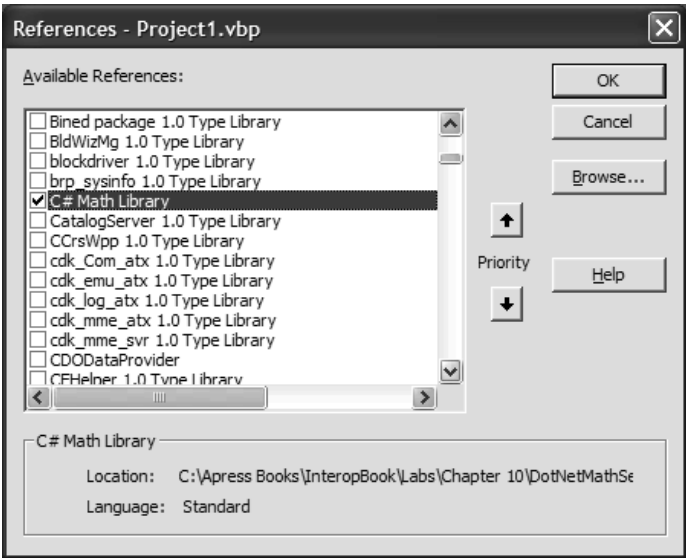 References - Project1.vbp
Available References:
OK
Bined package 1.0 Type Library
BldWizMg 1.0 Type Library
blockdriver 1.0 Type Library
brp_sysinfo 1.0 Type Library
C# Math Library
CatalogServer 1.0 Type Library
CCrsWpp 1.0 Type Library
cdk_Com_atx 1.0 Type Library
cdk_emu_atx 1.0 Type Library
cdk_log_atx 1.0 Type Library
cdk_mme_atx 1.0 Type Library
cdk_mme_svr 1.0 Type Library
CDODataProvider
CEHelper 1.0 Type Library
Cancel
Browse...
Priority
Help
C# Math Library
Location: C:\Apress Books\InteropBook\Labs\Chapter 10\DotNetMathSe
Language: Standard